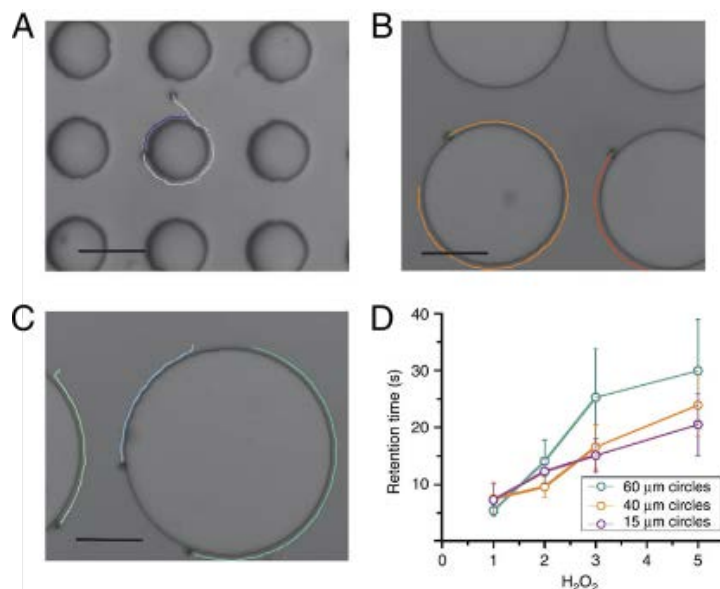 A
B
C
D
40
30
20
10
Retention time (s)
60 μm circles
40 μm circles
15 μm circles
0 1 2 3 4 5
H₂O₂